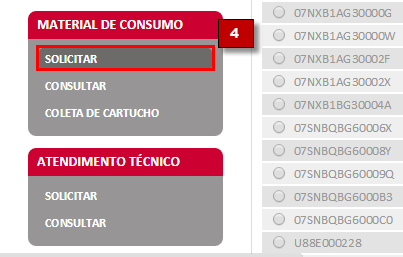 MATERIAL DE CONSUMO
4
SOLICITAR
CONSULTAR
COLETA DE CARTUCHO
ATENDIMENTO TÉCNICO
SOLICITAR
CONSULTAR
07NXB1AG30000G
07NXB1AG30000W
07NXB1AG30002F
07NXB1AG30002X
07NXB1BG30004A
07SNBQBG60006X
07SNBQBG60008Y
07SNBQBG60009Q
07SNBQBG6000B3
07SNBQBG6000C0
U88E000228